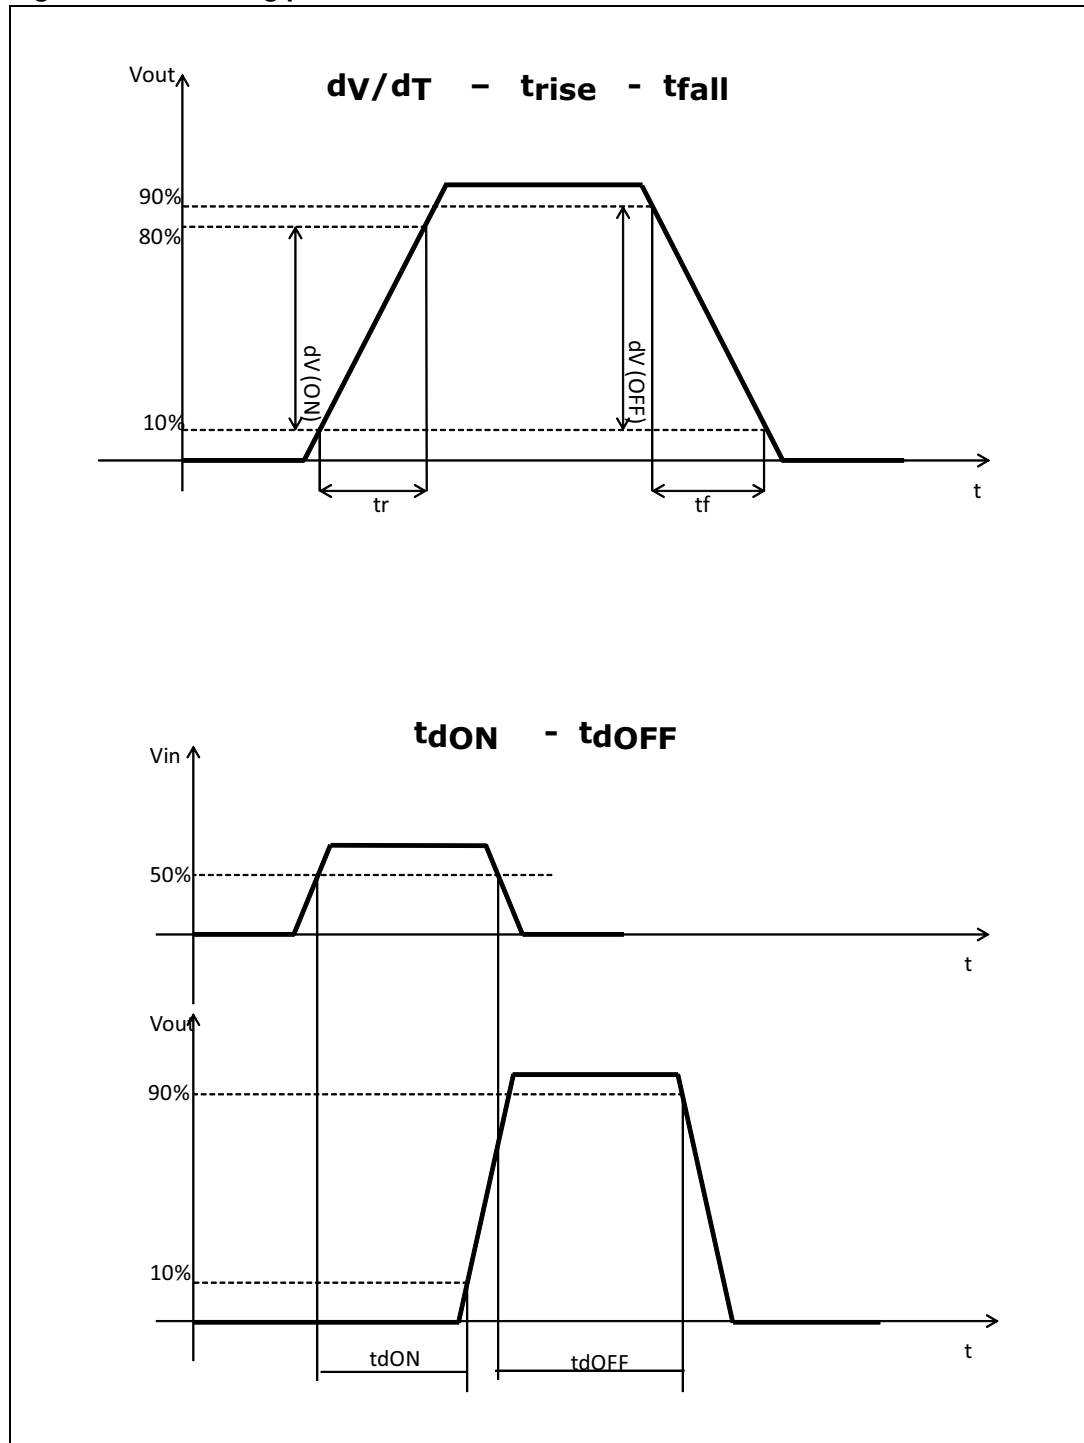 Vout
dV/dT – trise - tfall
90%
80%
dV (ON)
dV (OFF)
10%
t
tr
tf
tdON - tdOFF
Vin
50%
t
Vout
90%
10%
t
tdON
tdOFF